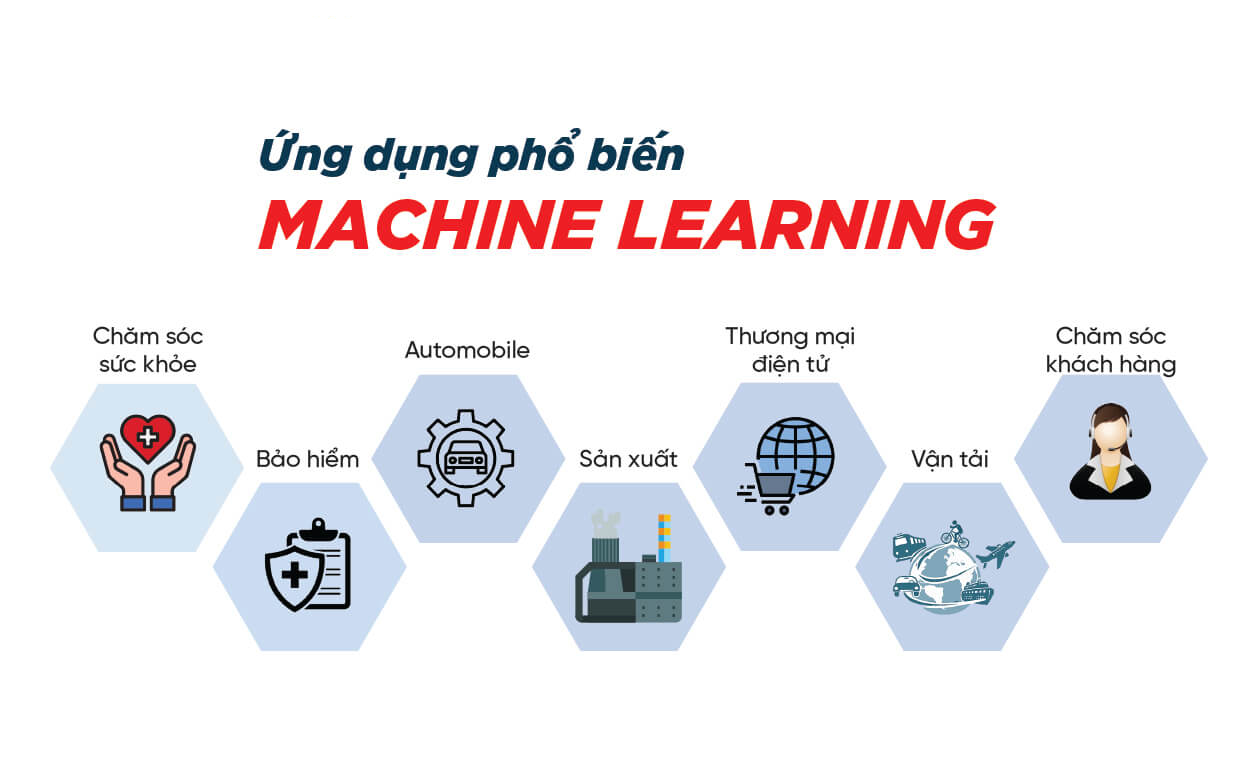 Ứng dụng phổ biến
MACHINE LEARNING
Chăm sóc
sức khỏe
Bảo hiểm
Automobile
Sản xuất
Thương mại
điện tử
Vận tải
Chăm sóc
khách hàng